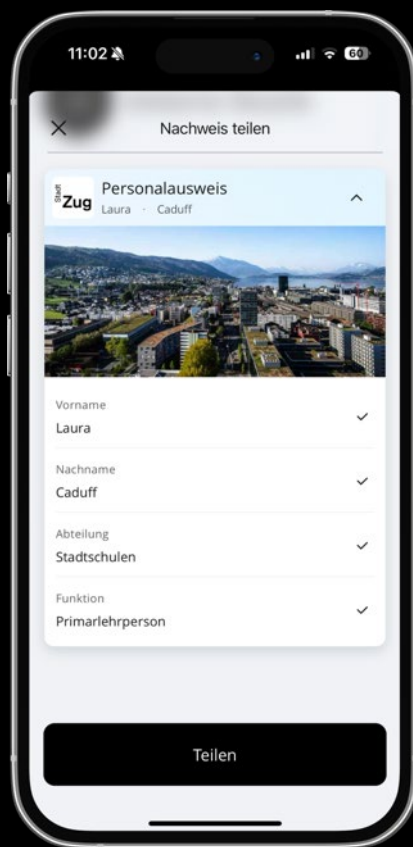 11:02
60
Nachweis teilen
Stadt
Zug
Personalausweis
Laura · Caduff
Vorname
Laura
Nachname
Caduff
Abteilung
Stadtschulen
Funktion
Primarlehrperson
Teilen